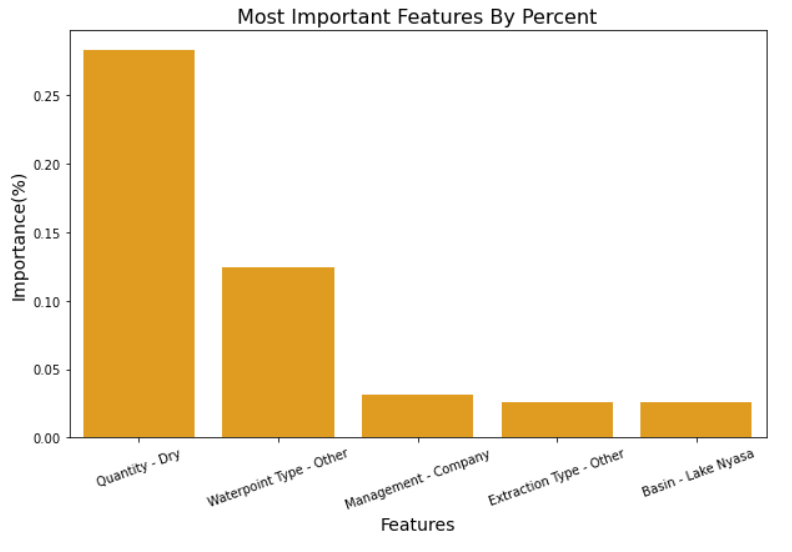 Most Important Features By Percent
Importance(%)
0.25
0.20
0.15
0.10
0.05
0.00
Quantity - Dry
Waterpoint Type - Other
Management - Company
Extraction Type - Other
Basin - Lake Nyasa
Features